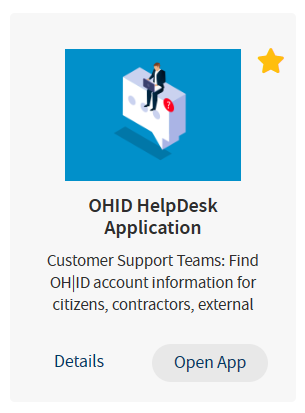 OHID HelpDesk
Application
Customer Support Teams: Find
OH|ID account information for
citizens, contractors, external
Details
Open App